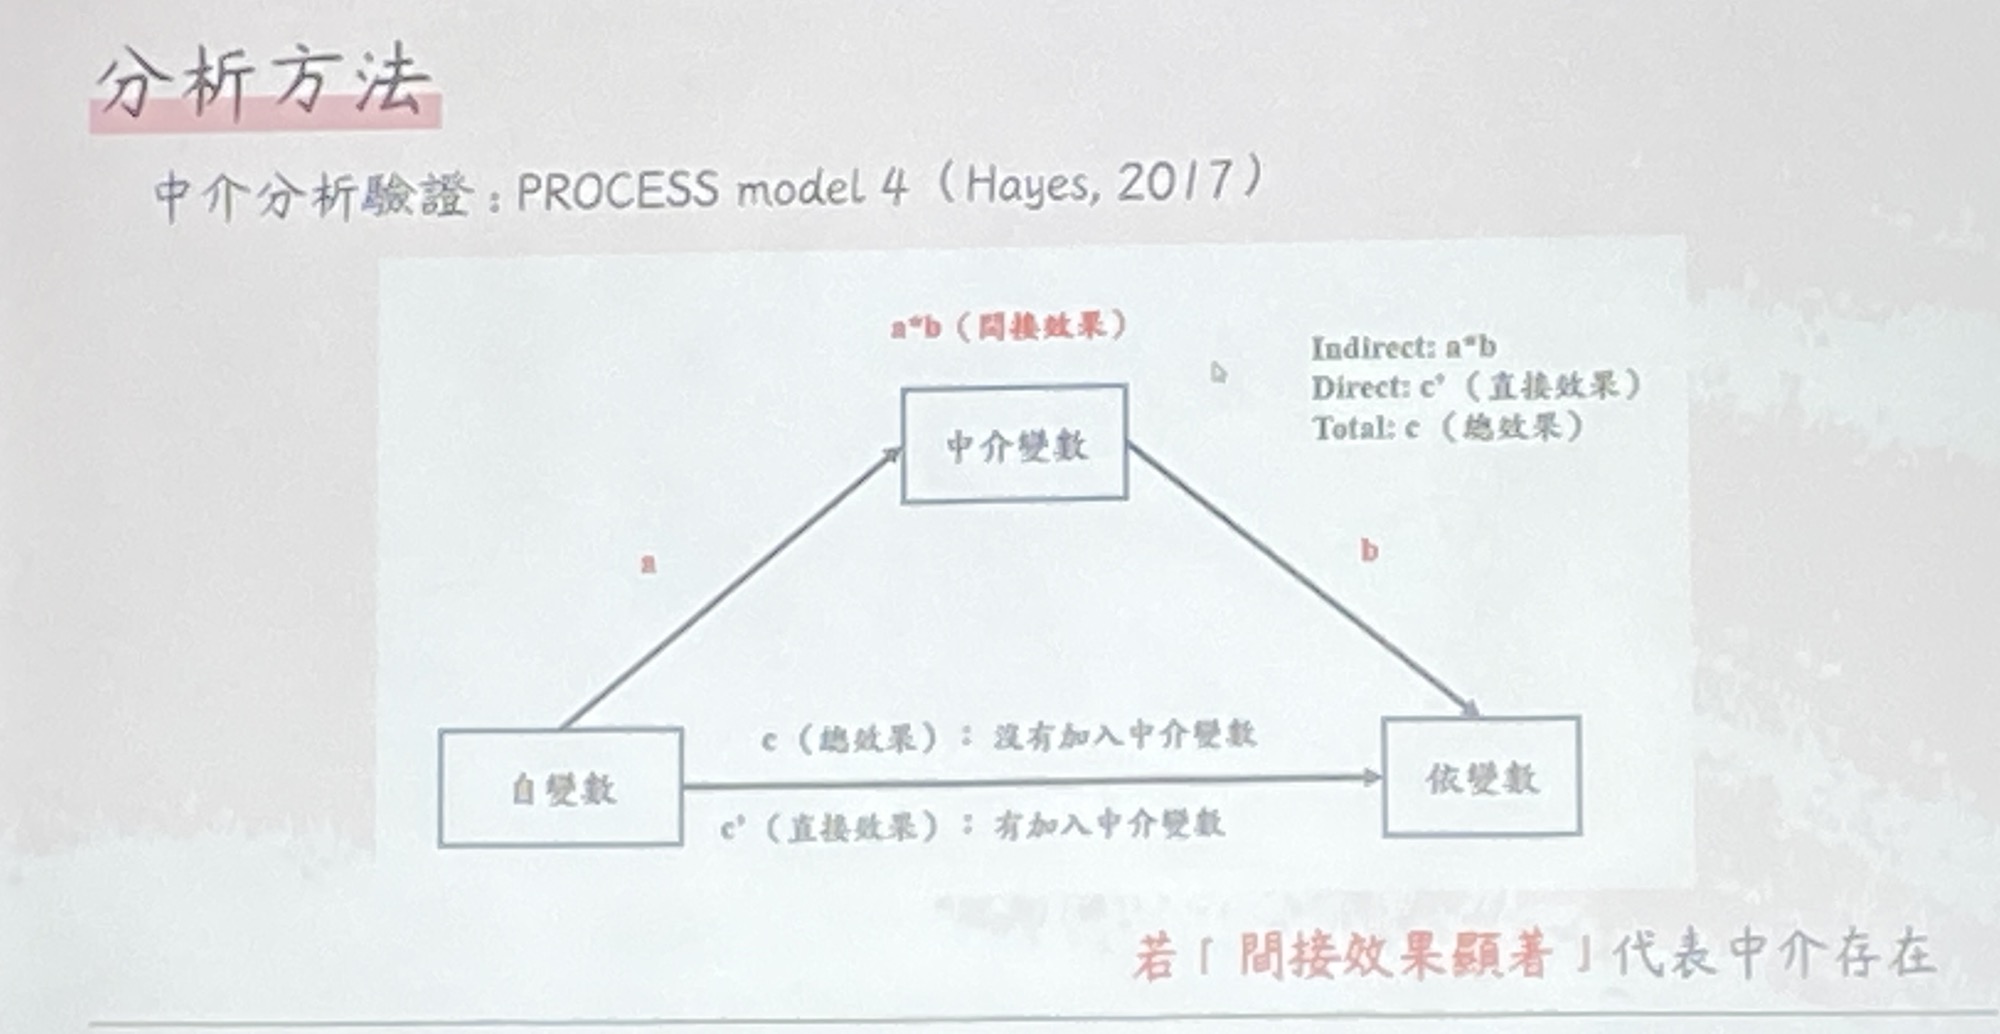 分析方法
中介分析驗證：PROCESS model 4（Hayes, 2017）
a*b（間接效果）
Indirect: a*b
Direct: c'（直接效果）
Total: c（總效果）
中介變數
a
b
c（總效果）：沒有加入中介變數
自變數
依變數
c'（直接效果）：有加入中介變數
若「間接效果顯著」代表中介存在